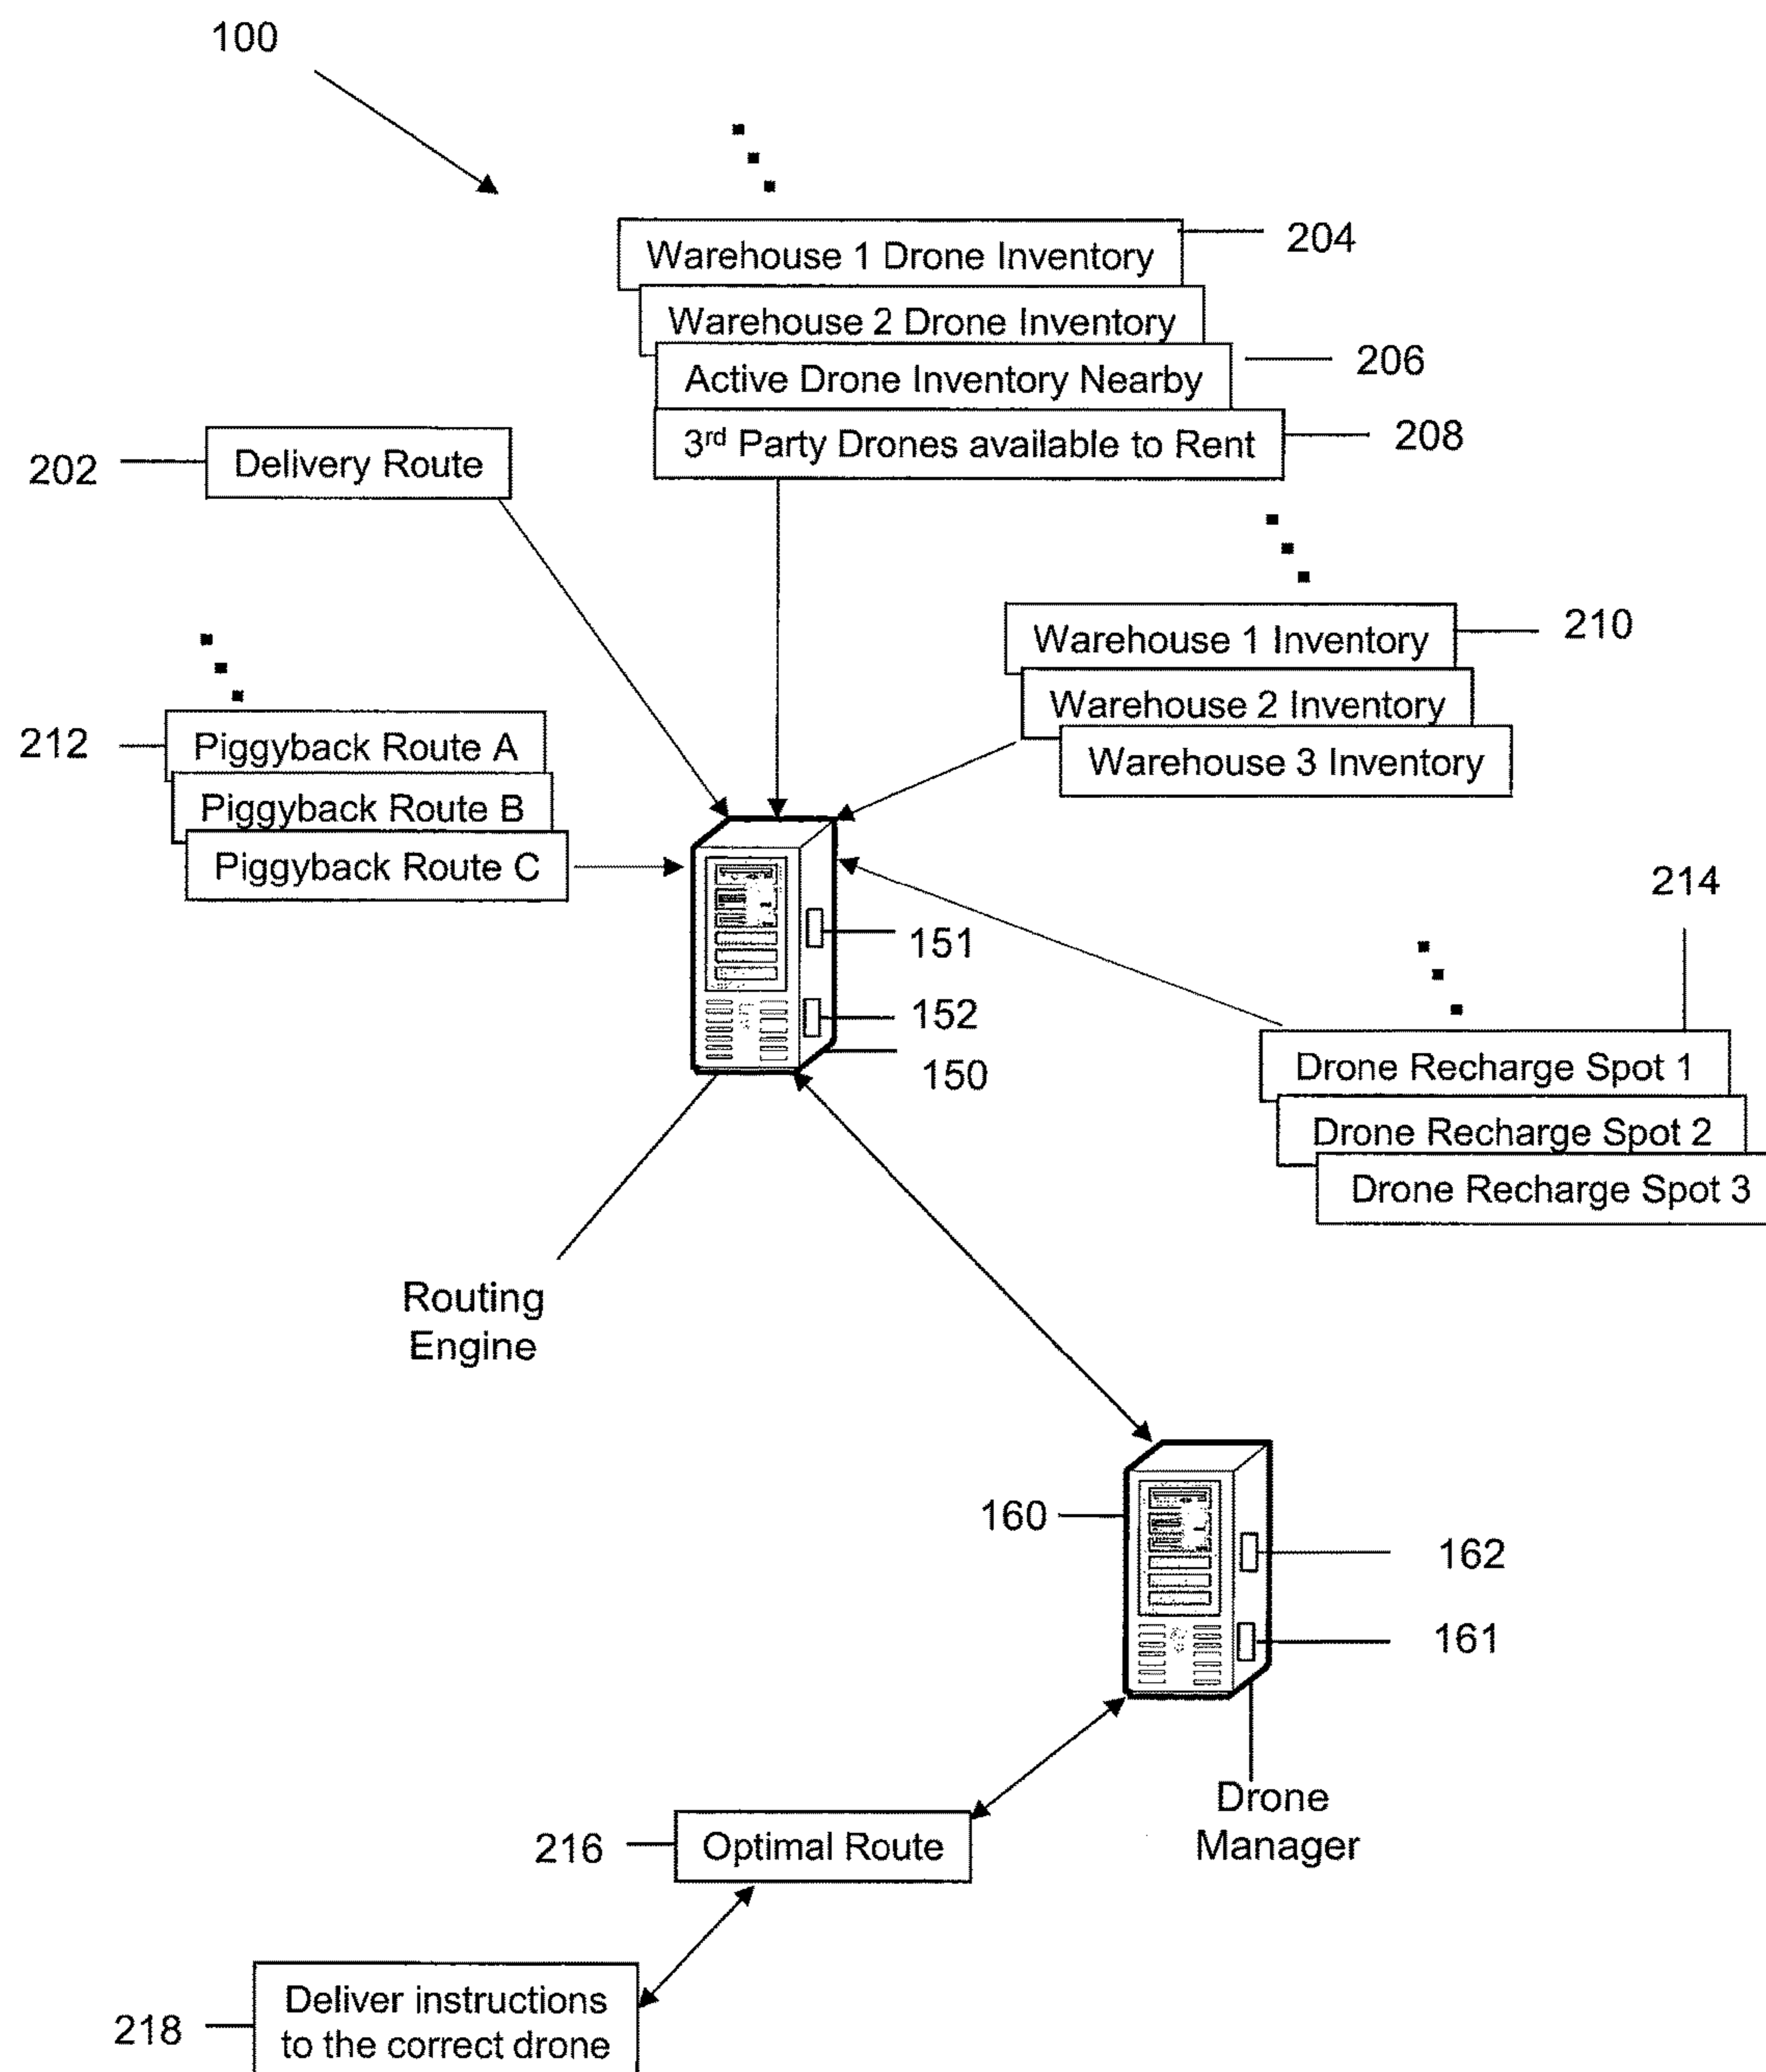 100
Warehouse 1 Drone Inventory
204
Warehouse 2 Drone Inventory
Active Drone Inventory Nearby
206
3rd Party Drones available to Rent
208
202
Delivery Route
Warehouse 1 Inventory
210
Warehouse 2 Inventory
Warehouse 3 Inventory
212
Piggyback Route A
Piggyback Route B
Piggyback Route C
151
152
150
214
Drone Recharge Spot 1
Drone Recharge Spot 2
Drone Recharge Spot 3
Routing
Engine
160
162
161
Drone
Manager
216
Optimal Route
218
Deliver instructions
to the correct drone